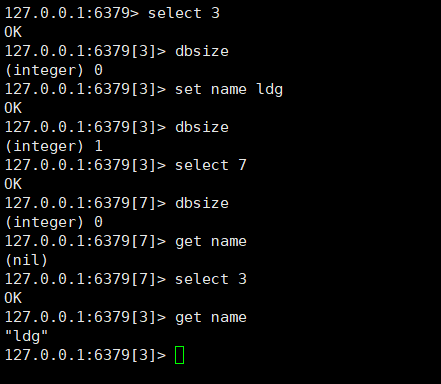 127.0.0.1:6379> select 3
OK
127.0.0.1:6379[3]> dbsize
(integer) 0
127.0.0.1:6379[3]> set name ldg
OK
127.0.0.1:6379[3]> dbsize
(integer) 1
127.0.0.1:6379[3]> select 7
OK
127.0.0.1:6379[7]> dbsize
(integer) 0
127.0.0.1:6379[7]> get name
(nil)
127.0.0.1:6379[7]> select 3
OK
127.0.0.1:6379[3]> get name
"ldg"
127.0.0.1:6379[3]>